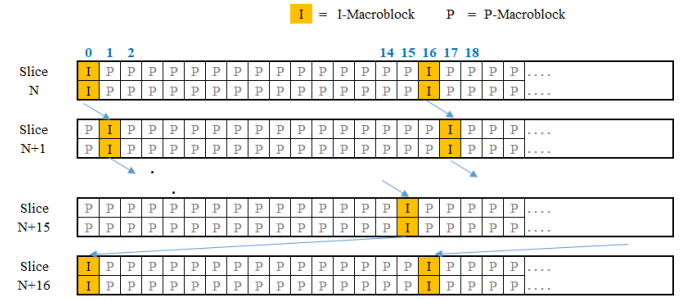 I = I-Macroblock P = P-Macroblock
0 1 2 14 15 16 17 18
Slice I P P P P P P P P P P P P P P P I P P P P ....
N I P P P P P P P P P P P P P P P I P P P P ....
Slice P I P P P P P P P P P P P P P P P I P P P ....
N+1 P I P P P P P P P P P P P P P P P I P P P ....
Slice P P P P P P P P P P P P P P P I P P P P P ....
N+15 P P P P P P P P P P P P P P P I P P P P P ....
Slice I P P P P P P P P P P P P P P P I P P P P ....
N+16 I P P P P P P P P P P P P P P P I P P P P ....